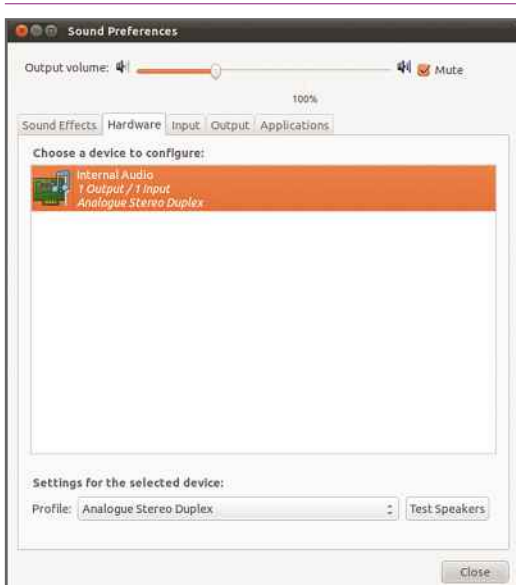 Sound Preferences
Output volume:
Mute
100%
Sound Effects Hardware Input Output Applications
Choose a device to configure:
Internal Audio
1 Output / 1 Input
Analogue Stereo Duplex
Settings for the selected device:
Profile: Analogue Stereo Duplex Test Speakers
Close